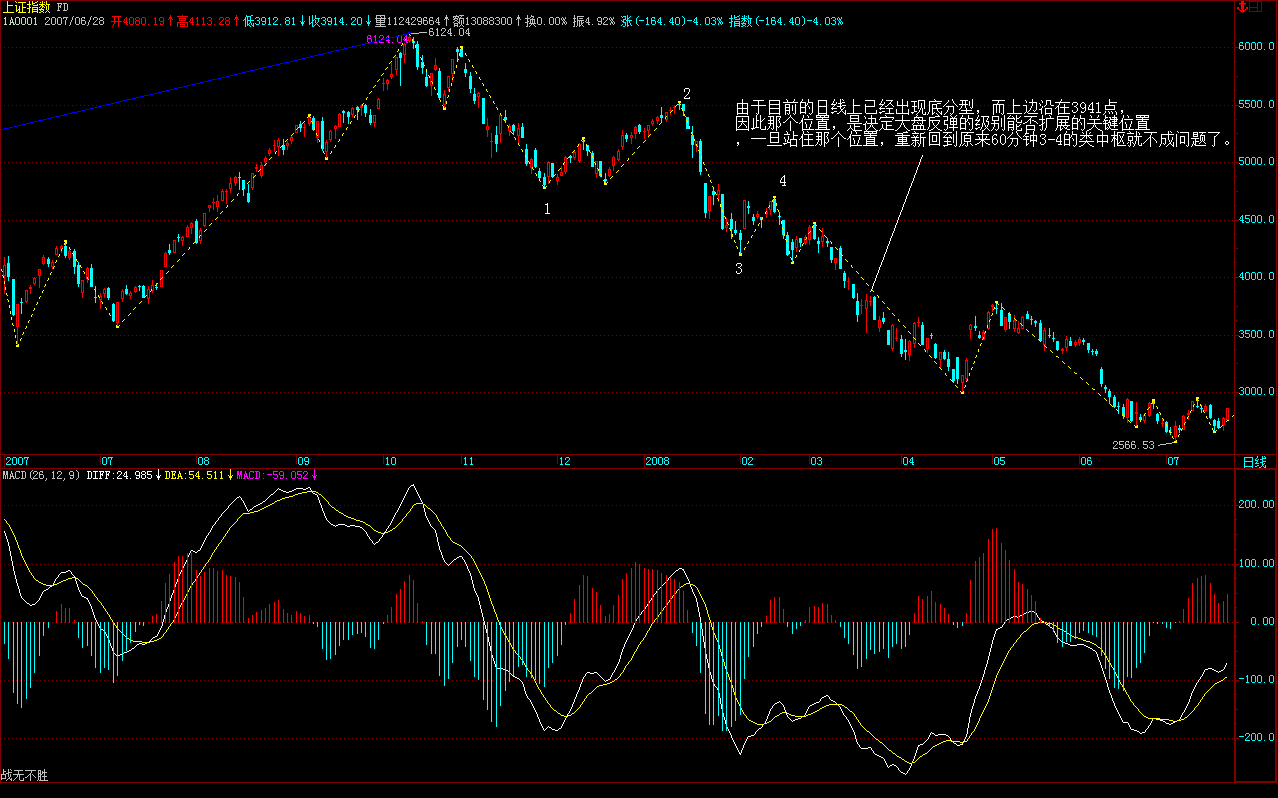 上证指数 FD
1A0001 2007/06/28 开4080.19↑高4113.28↑低3912.81↓收3914.20↓量112429664↑额13088300↑换0.00% 振4.92% 涨(-164.40)-4.03% 指数(-164.40)-4.03%
6124.04
6124.04
6000.0
2
5500.0
由于目前的日线上已经出现底分型，而上边沿在3941点，
因此那个位置，是决定大盘反弹的级别能否扩展的关键位置
，一旦站住那个位置，重新回到原来60分钟3-4的类中枢就不成问题了。
5000.0
4
1
4500.0
3
4000.0
3500.0
3000.0
2566.53
2007 07 08 09 10 11 12 2008 02 03 04 05 06 07 日线
MACD(26,12,9) DIFF:24.985↓DEA:54.511↓MACD:-59.052↓
200.00
100.00
0.00
-100.0
-200.0
战无不胜